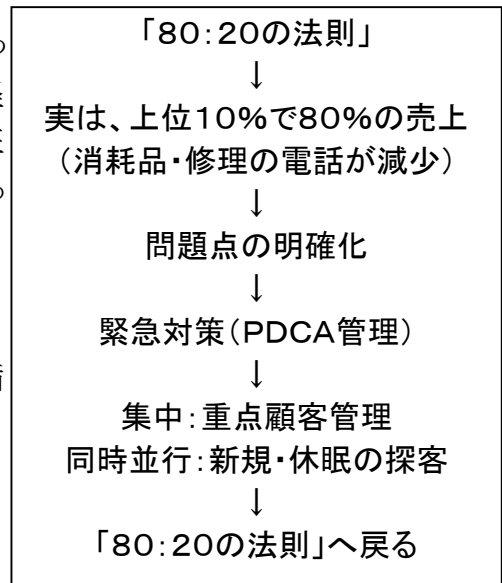 「80:20の法則」
↓
実は、上位10%で80%の売上
(消耗品・修理の電話が減少)
↓
問題点の明確化
↓
緊急対策(PDCA管理)
↓
集中:重点顧客管理
同時並行:新規・休眠の探客
↓
「80:20の法則」へ戻る